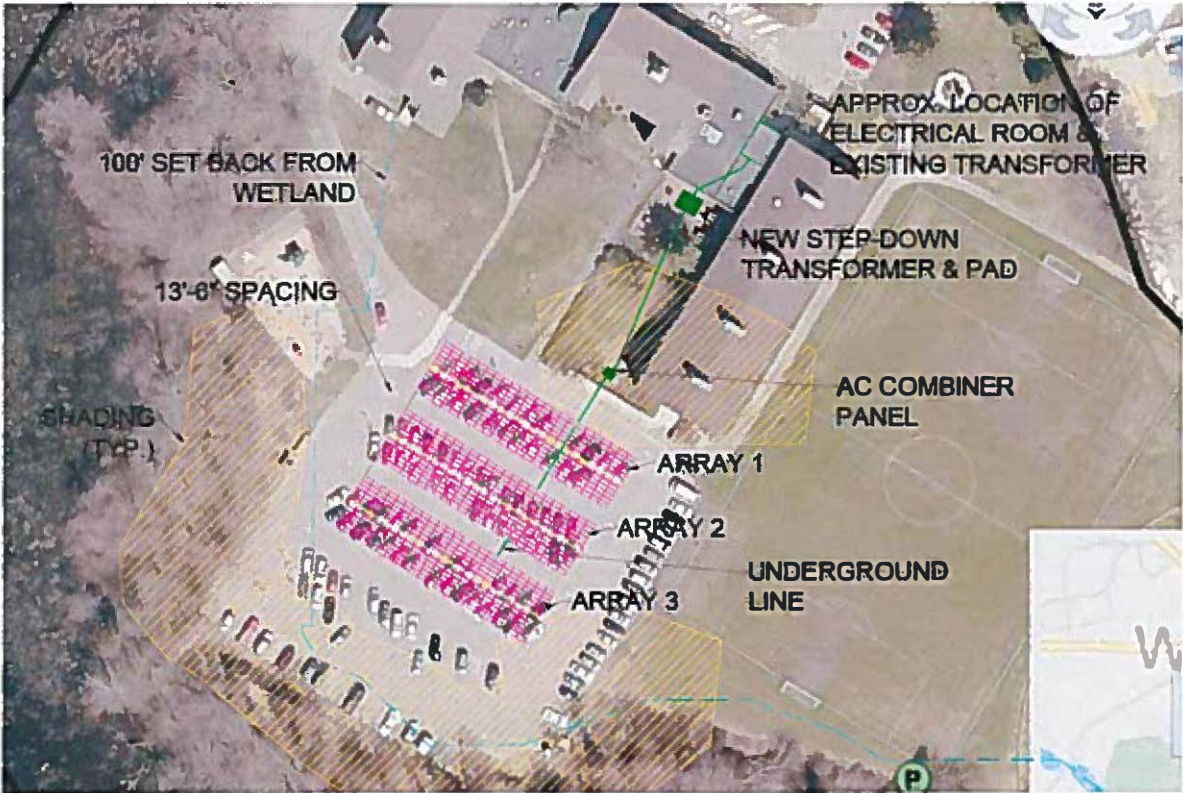 APPROX. LOCATION OF
ELECTRICAL ROOM &
EXISTING TRANSFORMER
100' SET BACK FROM
WETLAND
NEW STEP-DOWN
TRANSFORMER & PAD
13'-6" SPACING
AC COMBINER
PANEL
SHADING
(TYP.)
ARRAY 1
ARRAY 2
UNDERGROUND
LINE
ARRAY 3
W
P